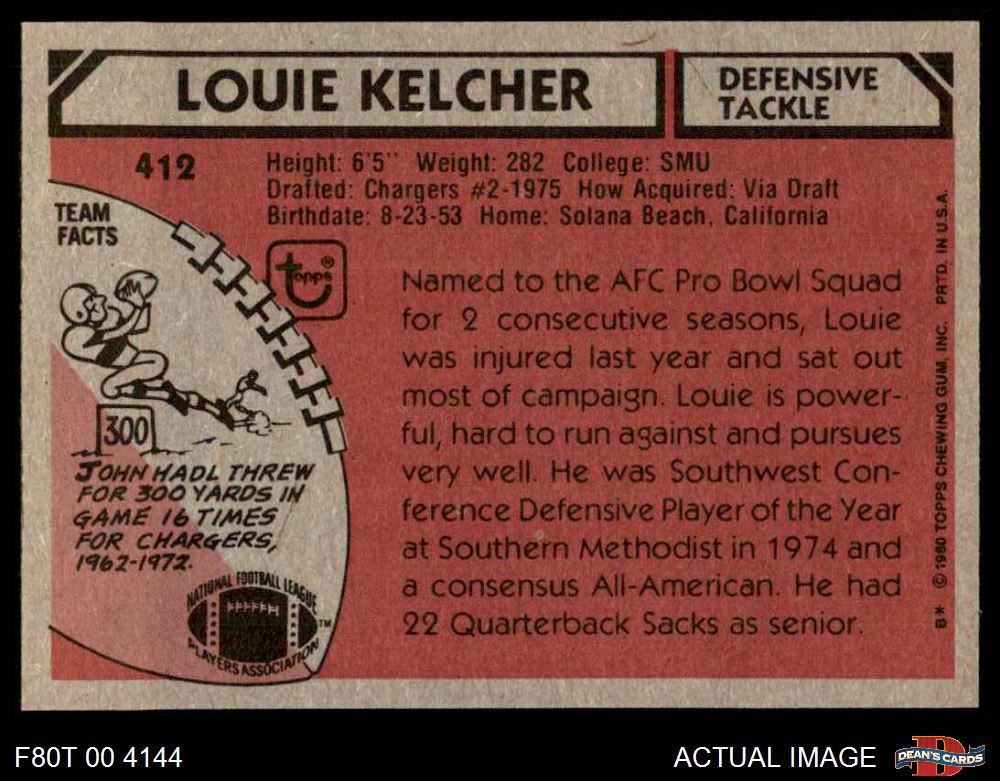 LOUIE KELCHER
DEFENSIVE
TACKLE
412
Height: 6'5" Weight: 282 College: SMU
Drafted: Chargers #2-1975 How Acquired: Via Draft
Birthdate: 8-23-53 Home: Solana Beach, California
TEAM
FACTS
topps®
300
JOHN HADL THREW
FOR 300 YARDS IN
GAME 16 TIMES
FOR CHARGERS,
1962-1972.
NATIONAL FOOTBALL LEAGUE
PLAYERS ASSOCIATION
TM
Named to the AFC Pro Bowl Squad
for 2 consecutive seasons, Louie
was injured last year and sat out
most of campaign. Louie is power-
ful, hard to run against and pursues
very well. He was Southwest Con-
ference Defensive Player of the Year
at Southern Methodist in 1974 and
a consensus All-American. He had
22 Quarterback Sacks as senior.
B* © 1980 TOPPS CHEWING GUM, INC. PRTD. IN U.S.A.
F80T 00 4144
ACTUAL IMAGE
D
DEAN'S CARDS